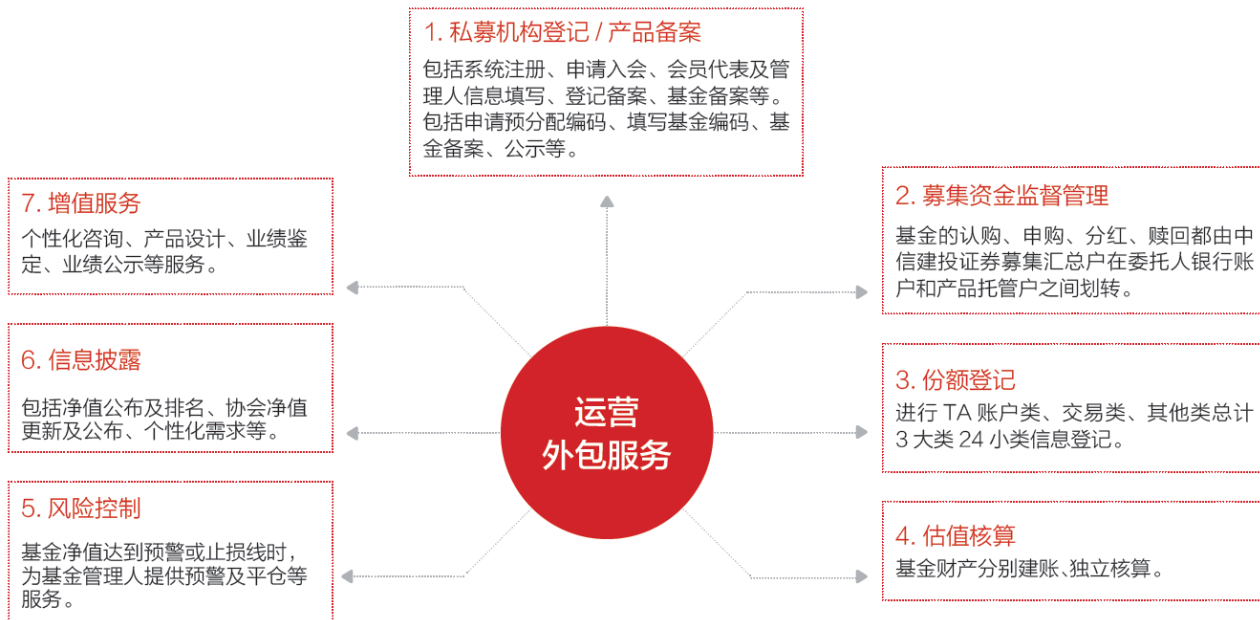 1. 私募机构登记 / 产品备案
包括系统注册、申请入会、会员代表及管
理人信息填写、登记备案、基金备案等。
包括申请预分配编码、填写基金编码、基
金备案、公示等。
2. 募集资金监督管理
基金的认购、申购、分红、赎回都由中
信建投证券募集汇总户在委托人银行账
户和产品托管户之间划转。
3. 份额登记
进行 TA 账户类、交易类、其他类总计
3 大类 24 小类信息登记。
4. 估值核算
基金财产分别建账、独立核算。
5. 风险控制
基金净值达到预警或止损线时，
为基金管理人提供预警及平仓等
服务。
6. 信息披露
包括净值公布及排名、协会净值
更新及公布、个性化需求等。
7. 增值服务
个性化咨询、产品设计、业绩鉴
定、业绩公示等服务。
运营
外包服务